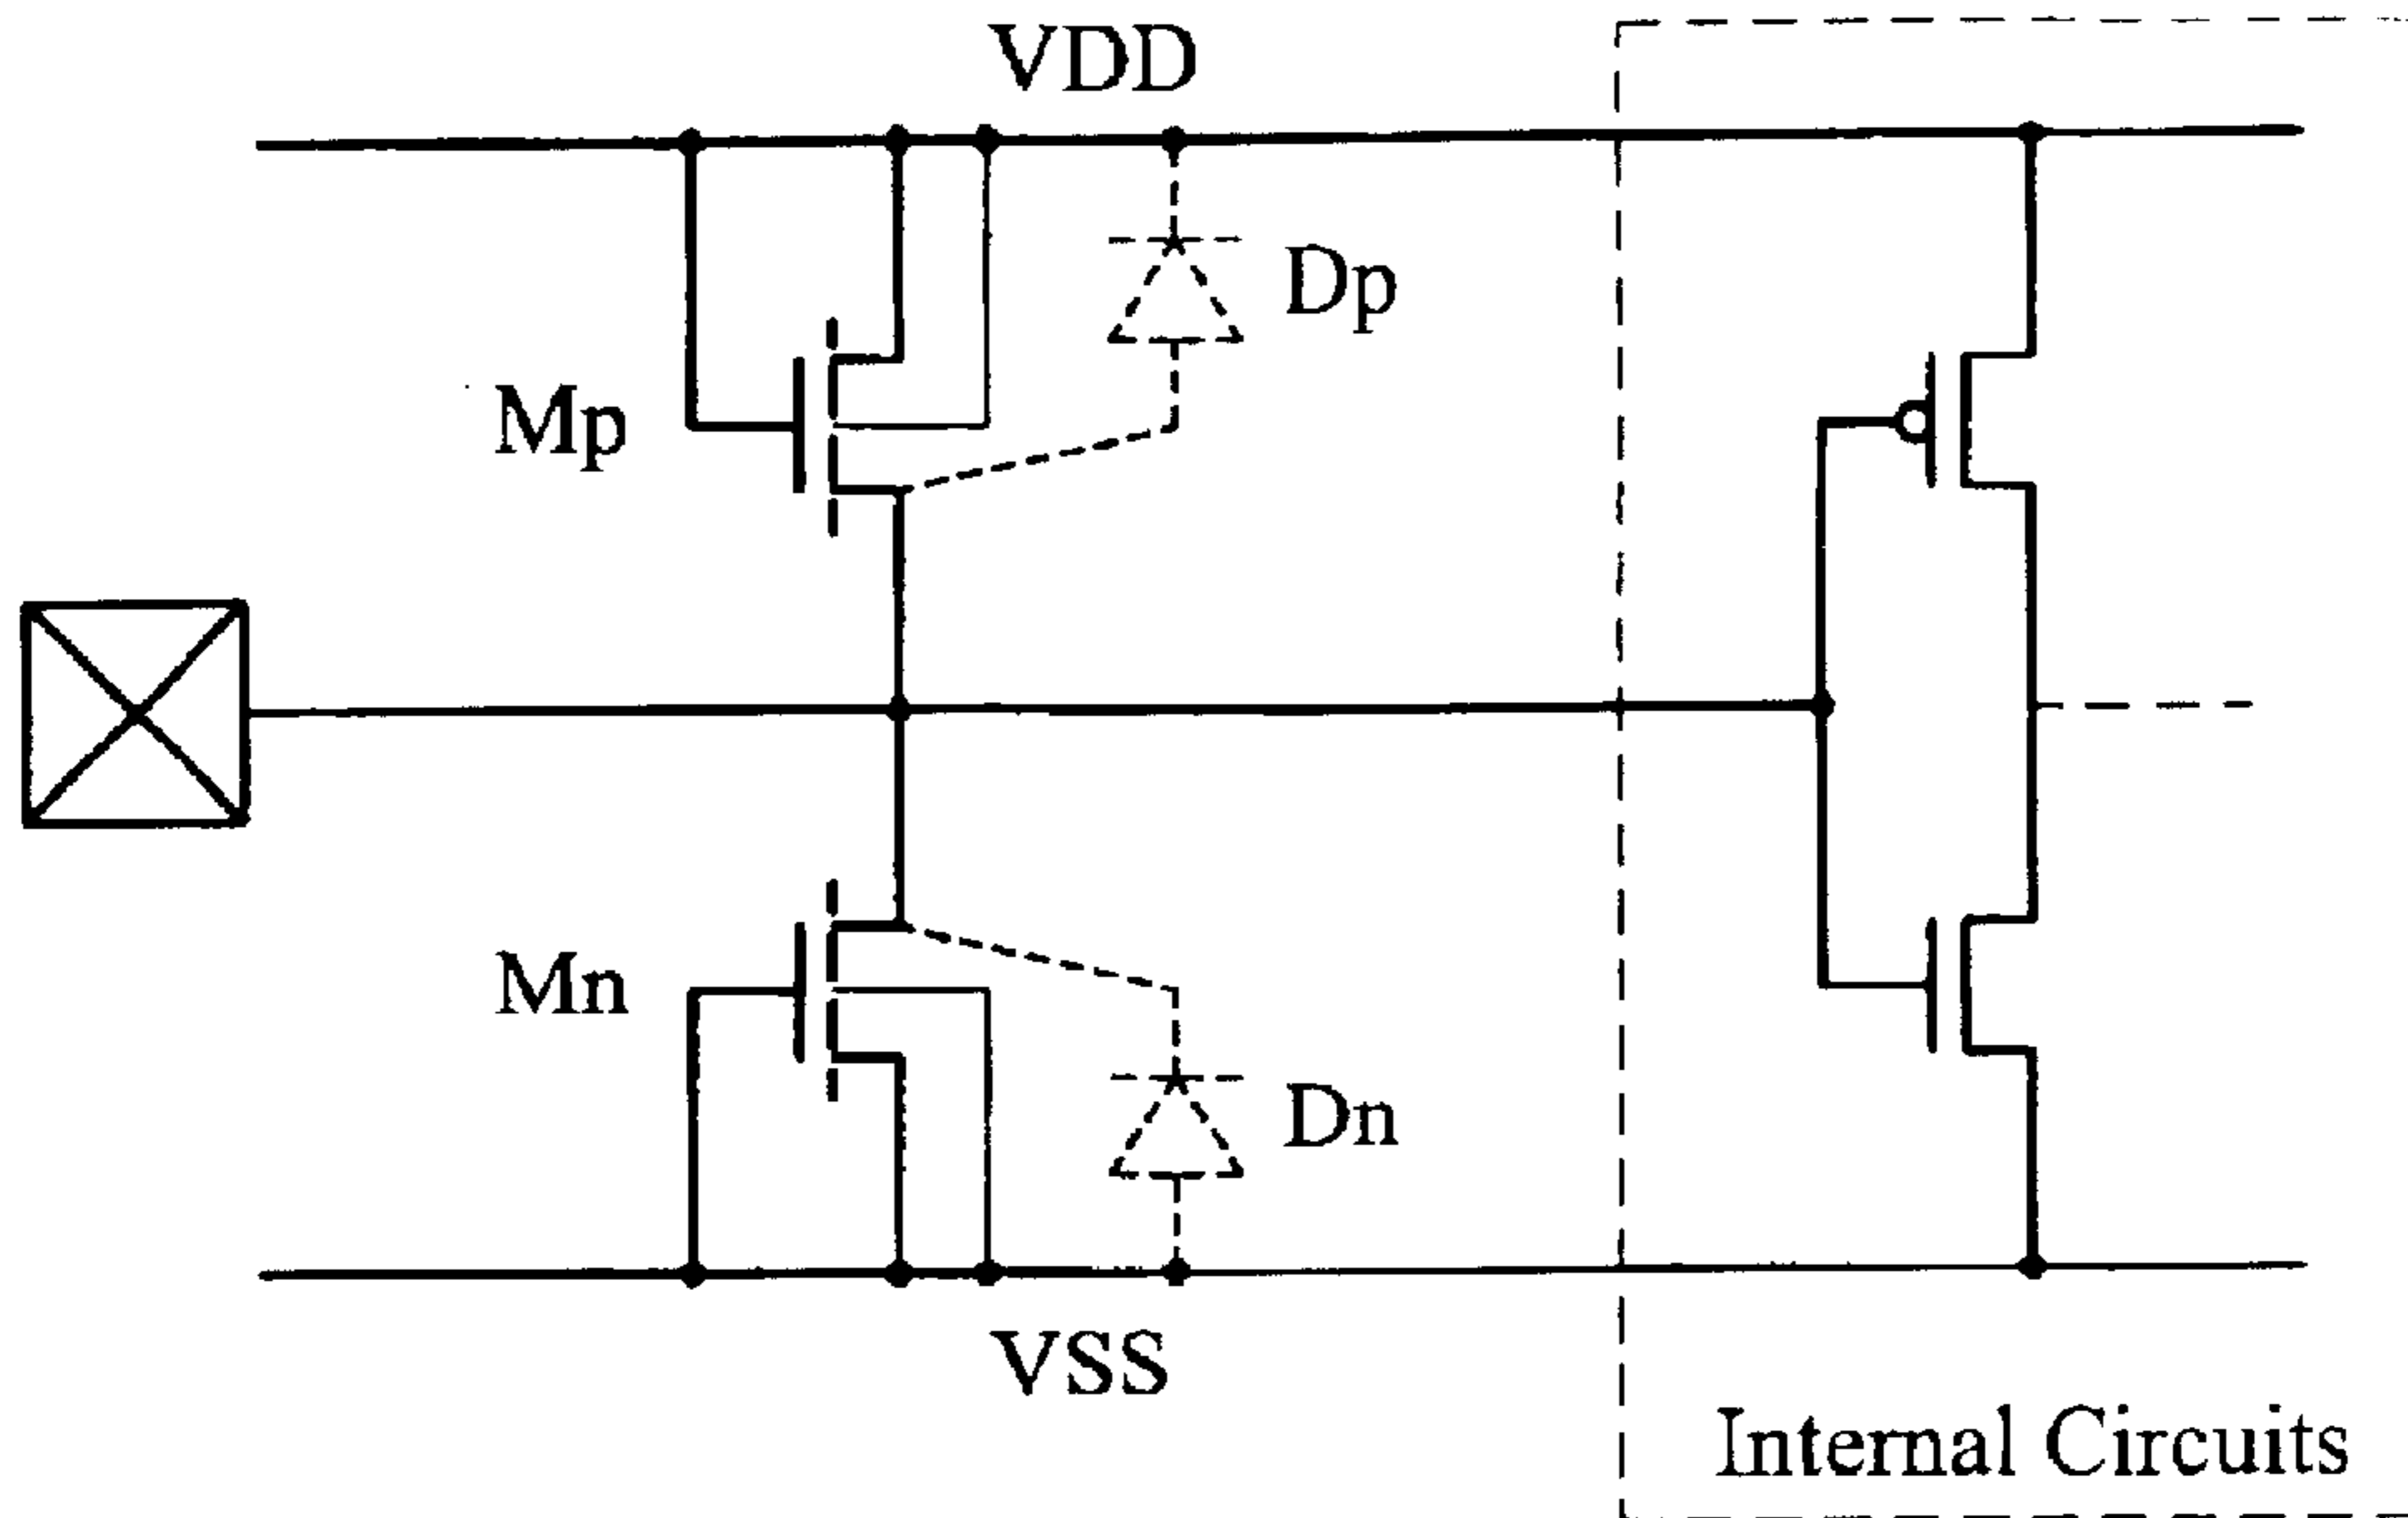 VDD
Dp
Mp
Mn
Dn
VSS
Internal Circuits